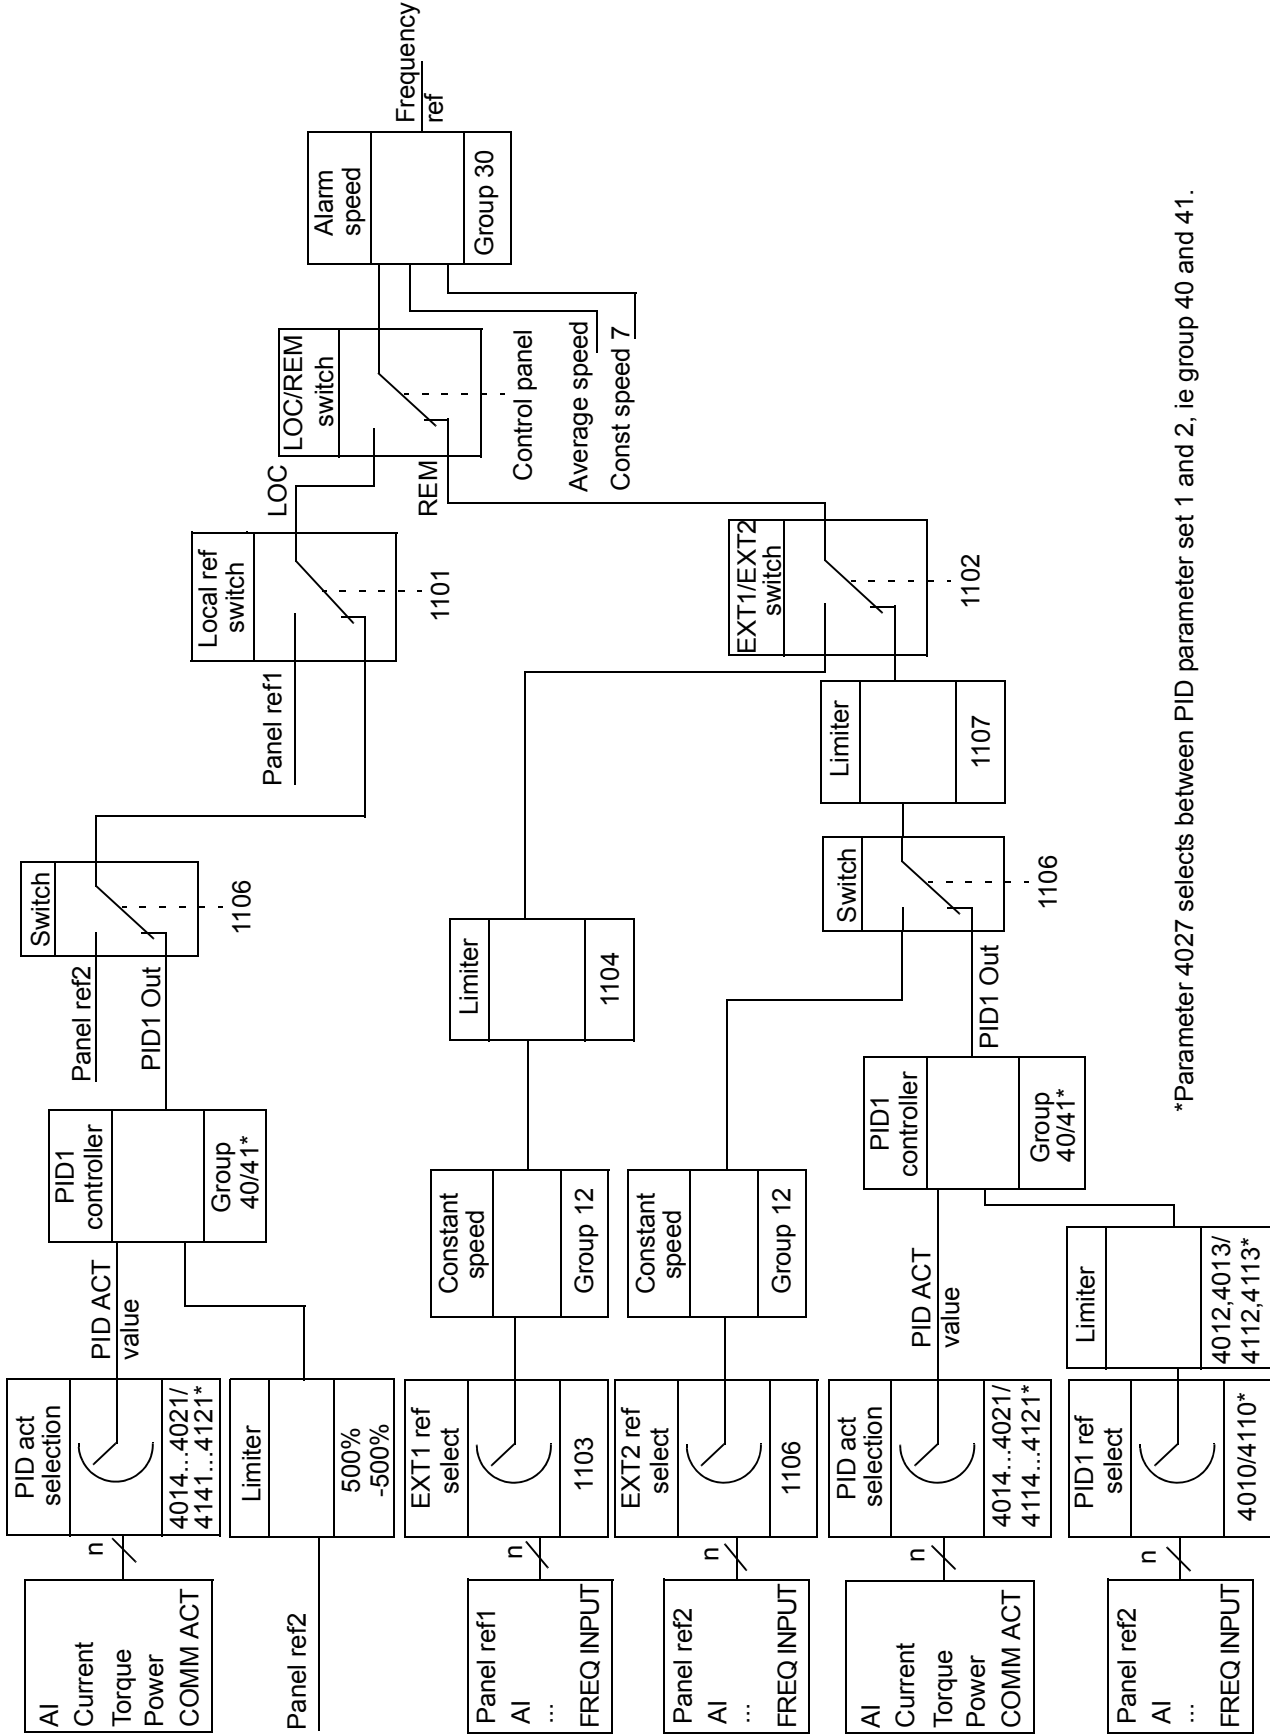 AI
Current
Torque
Power
COMM ACT
n
PID act
selection
4014...4021/
4141...4121*
PID ACT
value
PID1
controller
Group
40/41*
Panel ref2
PID1 Out
Switch
1106
Panel ref2
Limiter
500%
-500%
Panel ref1
Local ref
switch
1101
LOC
REM
LOC/REM
switch
Control panel
Average speed
Const speed 7
Alarm
speed
Group 30
Frequency
ref
Panel ref1
AI
...
FREQ INPUT
n
EXT1 ref
select
1103
Constant
speed
Group 12
Limiter
1104
Panel ref2
AI
...
FREQ INPUT
n
EXT2 ref
select
1106
Constant
speed
Group 12
EXT1/EXT2
switch
1102
AI
Current
Torque
Power
COMM ACT
n
PID act
selection
4014...4021/
4114...4121*
PID ACT
value
PID1
controller
Group
40/41*
PID1 Out
Switch
1106
Limiter
1107
Panel ref2
AI
...
FREQ INPUT
n
PID1 ref
select
4010/4110*
Limiter
4012,4013/
4112,4113*
*Parameter 4027 selects between PID parameter set 1 and 2, ie group 40 and 41.